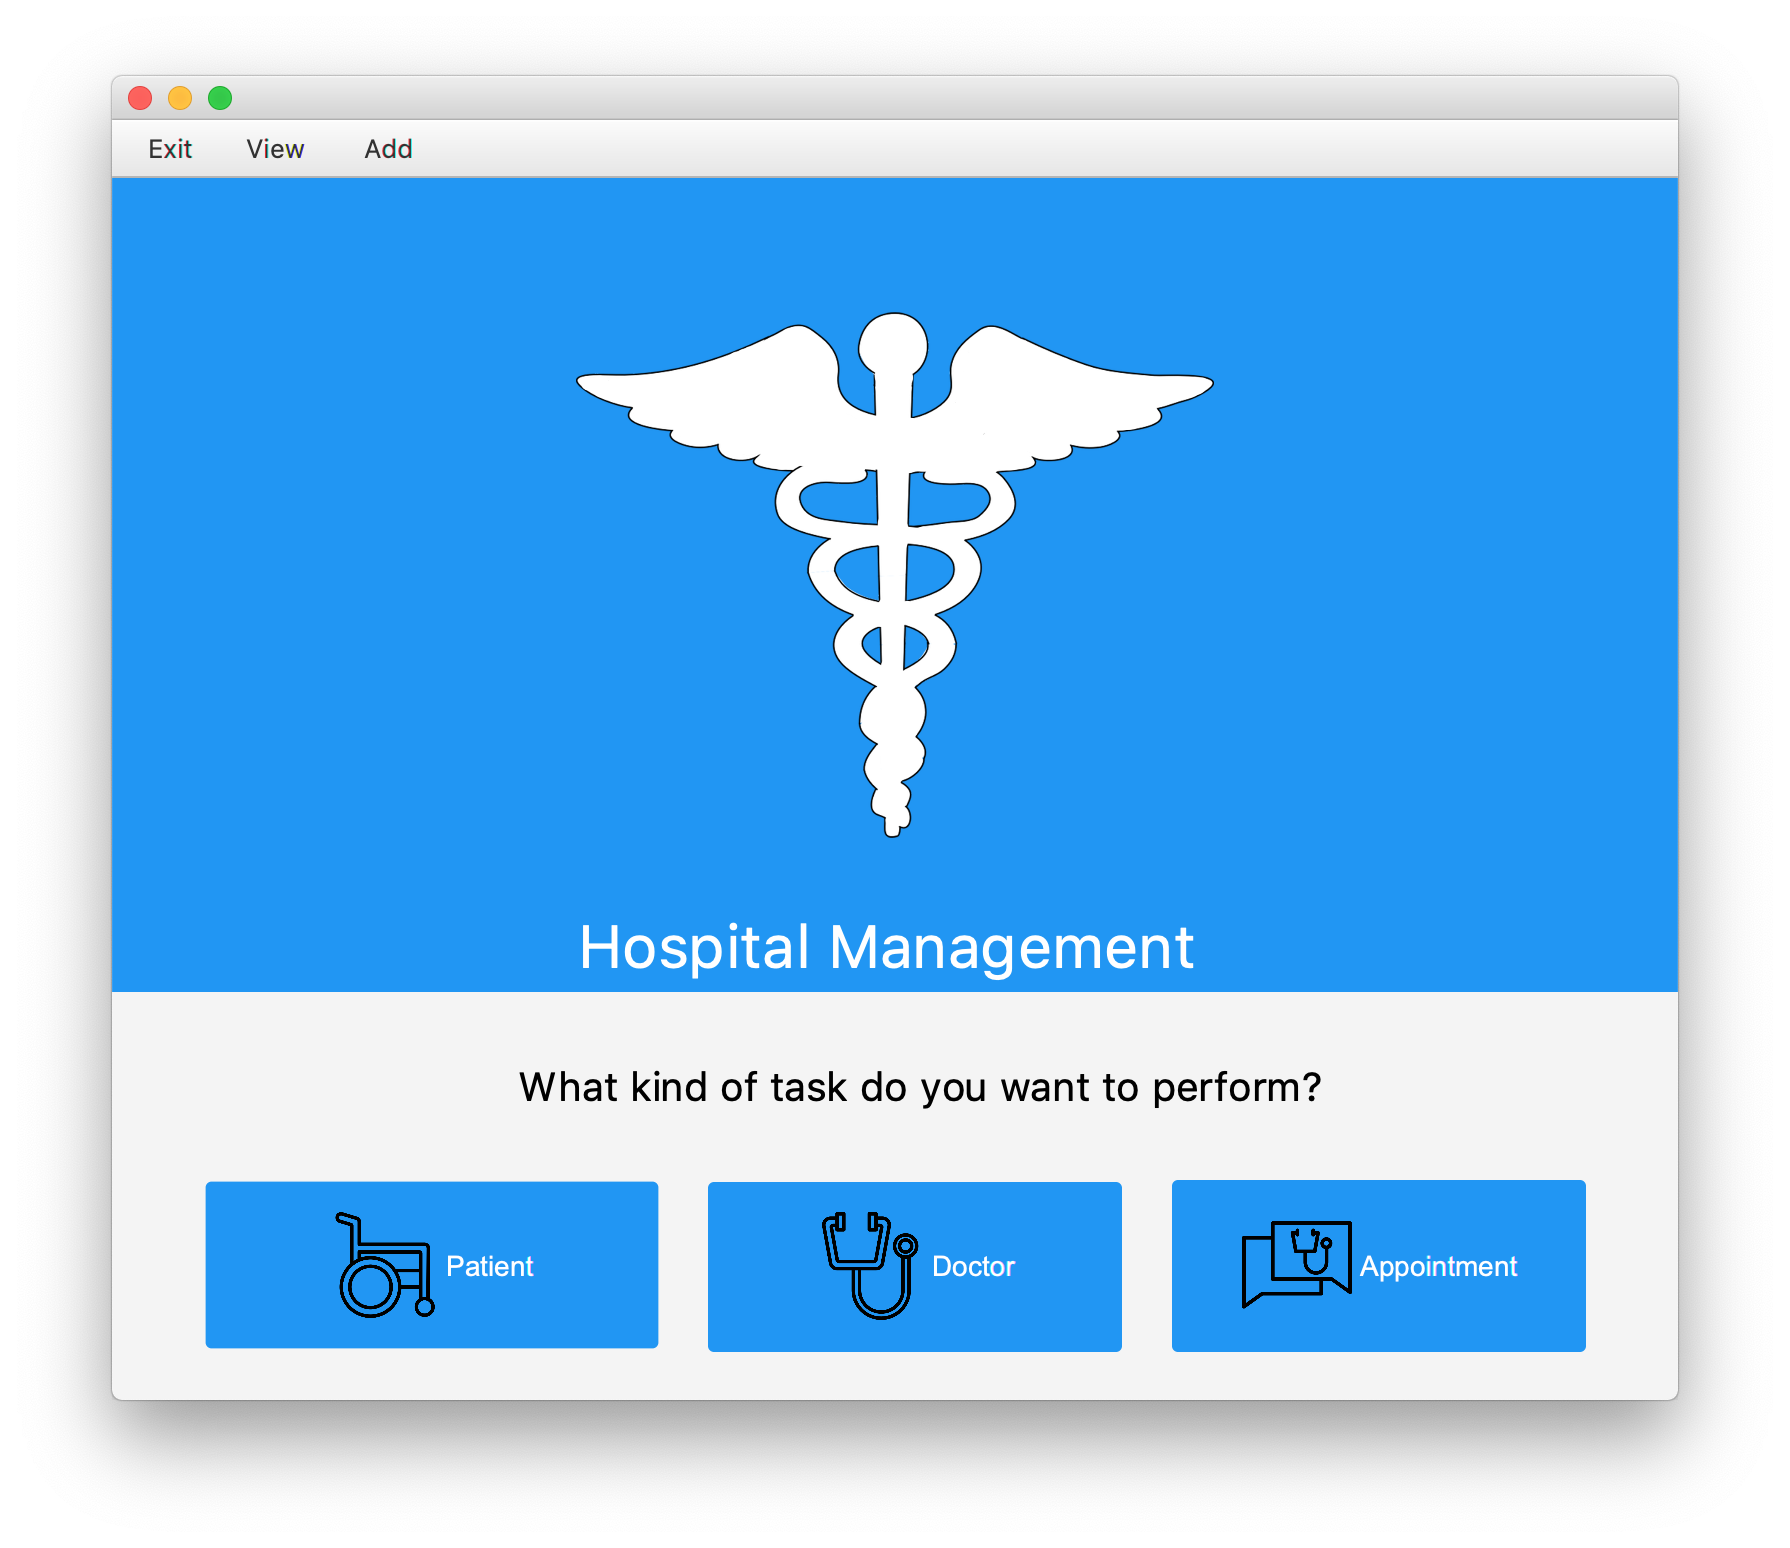 Exit View Add
Hospital Management
What kind of task do you want to perform?
Patient Doctor Appointment